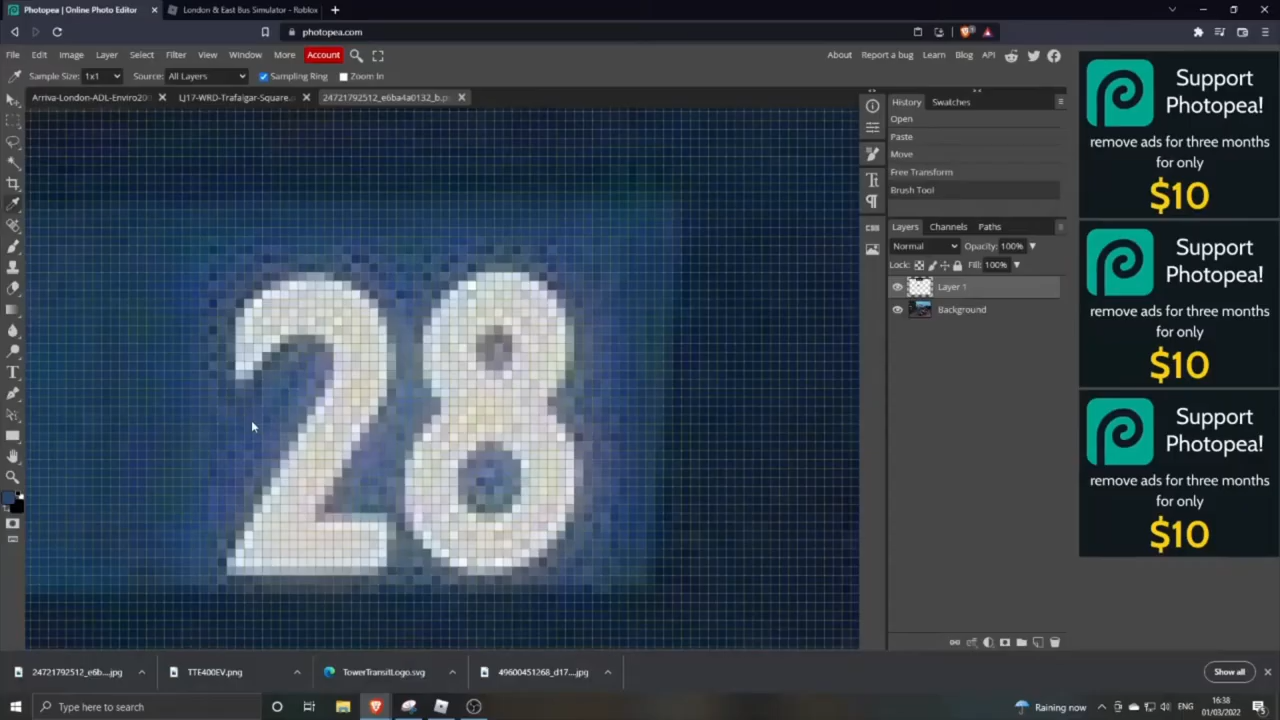 Photopea | Online Photo Editor
London & East Bus Simulator - Roblox
photopea.com
File Edit Image Layer Select Filter View Window More Account
About Report a bug Learn Blog API
Sample Size: 1x1 Source: All Layers Sampling Ring Zoom In
Arriva-London-ADL-Enviro20
LJ17-WRD-Trafalgar-Square.
24721792512_e6ba4a0132_b.p
History Swatches
Open
Paste
Move
Free Transform
Brush Tool
Layers Channels Paths
Normal Opacity: 100%
Lock: Fill: 100%
Layer 1
Background
CSS
28
Support
Photopea!
remove ads for three months
for only
$10
Support
Photopea!
remove ads for three months
for only
$10
Support
Photopea!
remove ads for three months
for only
$10
24721792512_e6b....jpg
TTE400EV.png
TowerTransitLogo.svg
49600451268_d17....jpg
Show all
Type here to search
Raining now
ENG
16:38
01/03/2022